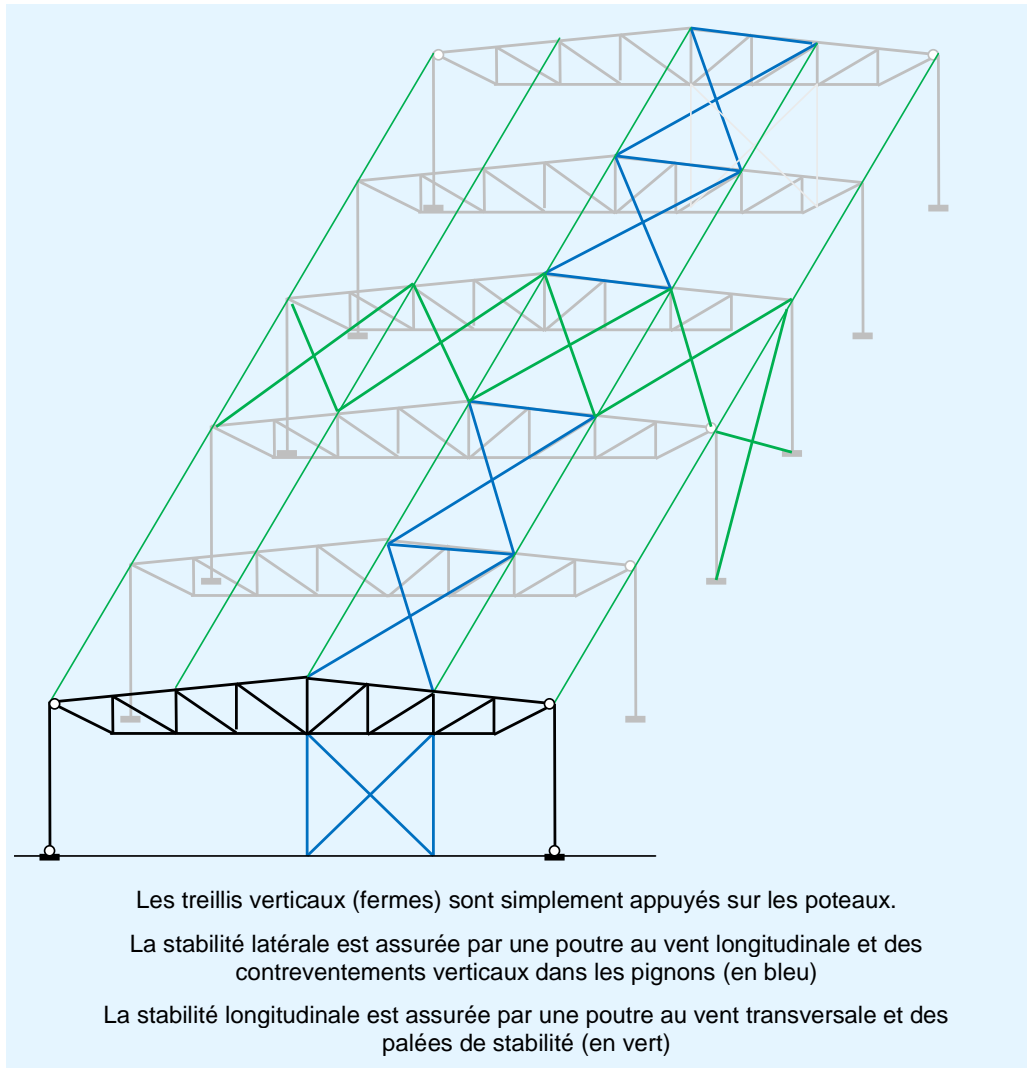 Les treillis verticaux (fermes) sont simplement appuyés sur les poteaux.
La stabilité latérale est assurée par une poutre au vent longitudinale et des
contreventements verticaux dans les pignons (en bleu)
La stabilité longitudinale est assurée par une poutre au vent transversale et des
palées de stabilité (en vert)